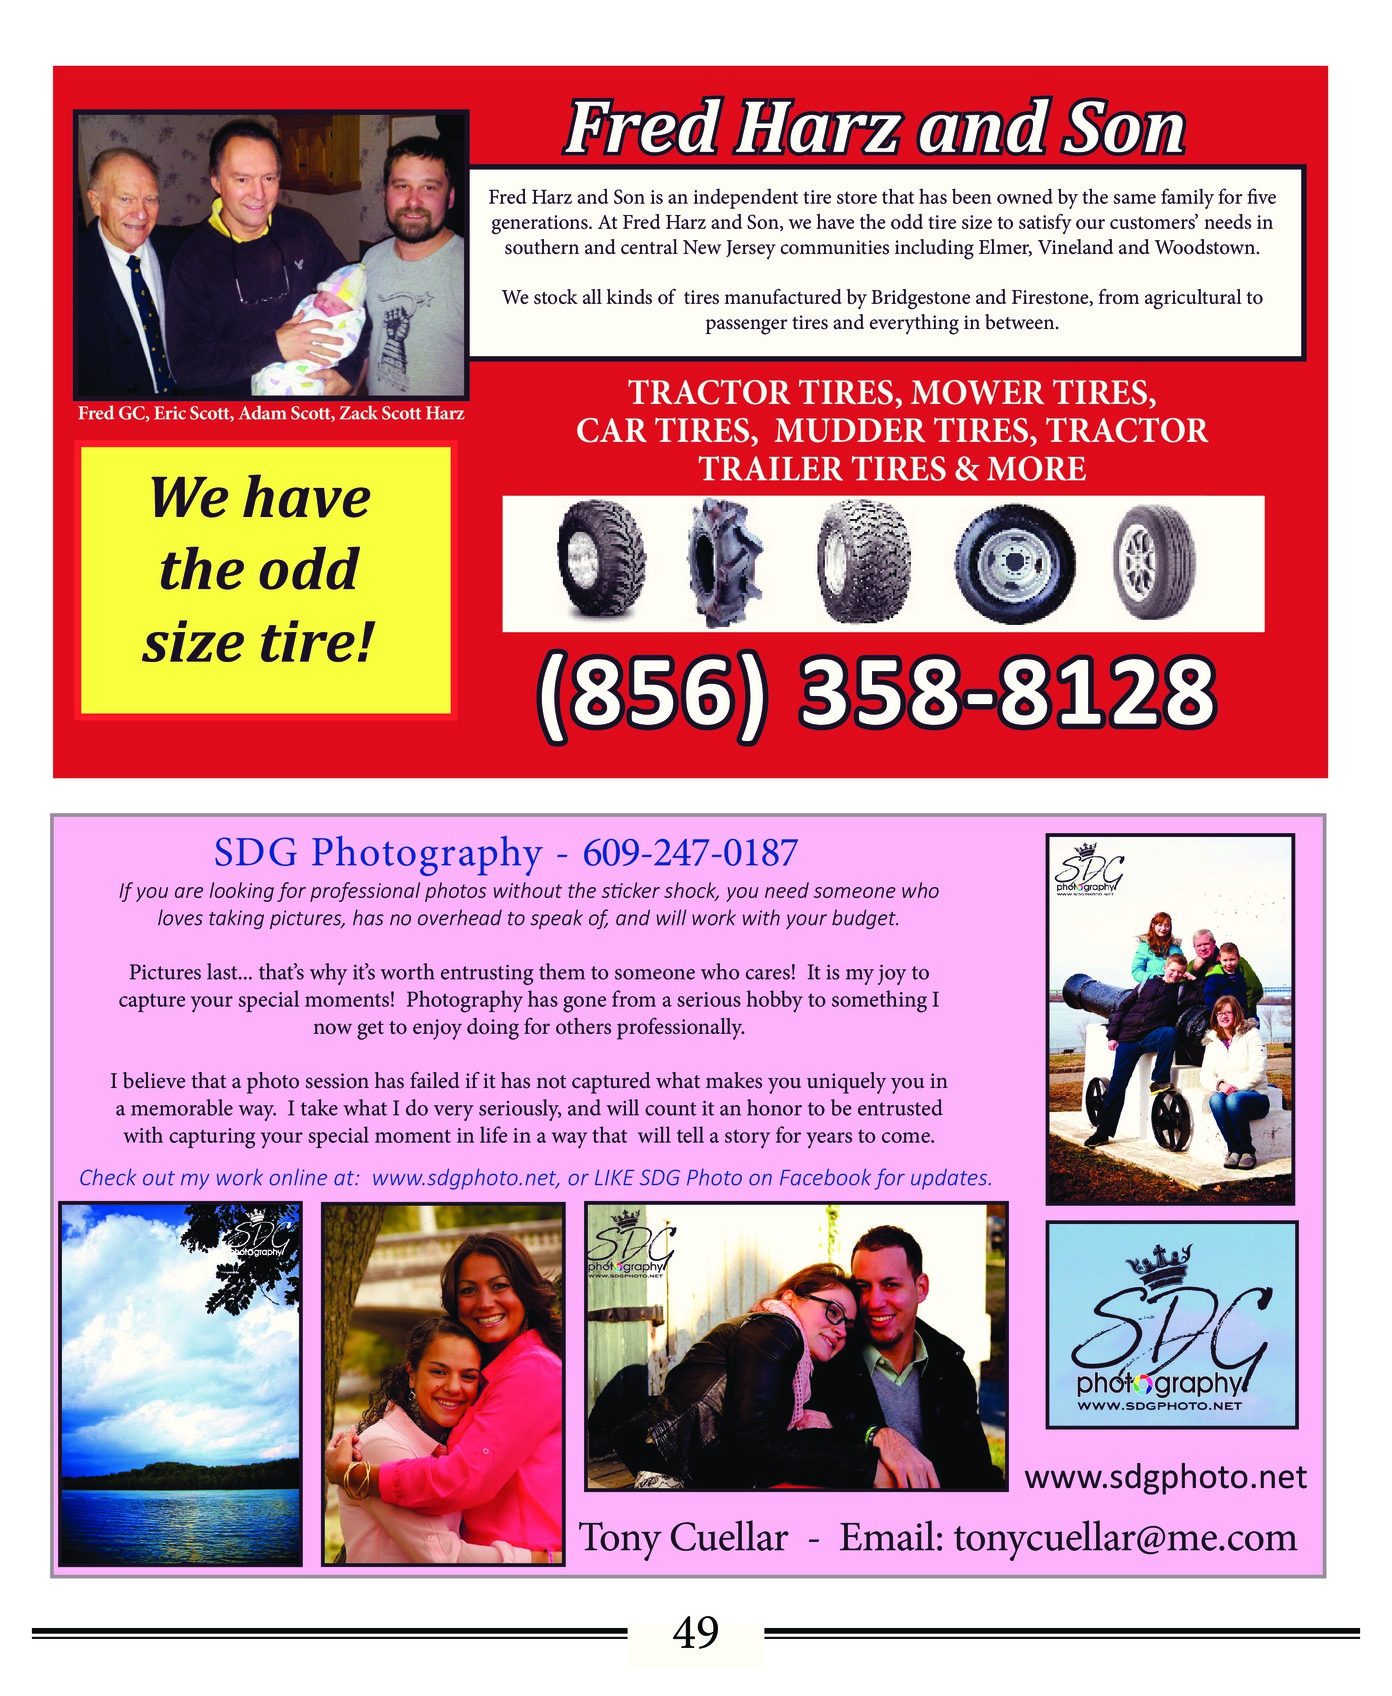 Fred Harz and Son
Fred Harz and Son is an independent tire store that has been owned by the same family for five
generations. At Fred Harz and Son, we have the odd tire size to satisfy our customers' needs in
southern and central New Jersey communities including Elmer, Vineland and Woodstown.
We stock all kinds of  tires manufactured by Bridgestone and Firestone, from agricultural to
passenger tires and everything in between.
Fred GC, Eric Scott, Adam Scott, Zack Scott Harz
TRACTOR TIRES, MOWER TIRES,
CAR TIRES,  MUDDER TIRES, TRACTOR
TRAILER TIRES & MORE
We have
the odd
size tire!
(856) 358-8128
SDG Photography - 609-247-0187
If you are looking for professional photos without the sticker shock, you need someone who
loves taking pictures, has no overhead to speak of, and will work with your budget.
Pictures last... that's why it's worth entrusting them to someone who cares!  It is my joy to
capture your special moments!  Photography has gone from a serious hobby to something I
now get to enjoy doing for others professionally.
I believe that a photo session has failed if it has not captured what makes you uniquely you in
a memorable way.  I take what I do very seriously, and will count it an honor to be entrusted
with capturing your special moment in life in a way that  will tell a story for years to come.
Check out my work online at:  www.sdgphoto.net, or LIKE SDG Photo on Facebook for updates.
SDG
photography
WWW.SDGPHOTO.NET
SDG
photography
SDG
photography
WWW.SDGPHOTO.NET
SDG
photography
WWW.SDGPHOTO.NET
www.sdgphoto.net
Tony Cuellar  -  Email: tonycuellar@me.com
49